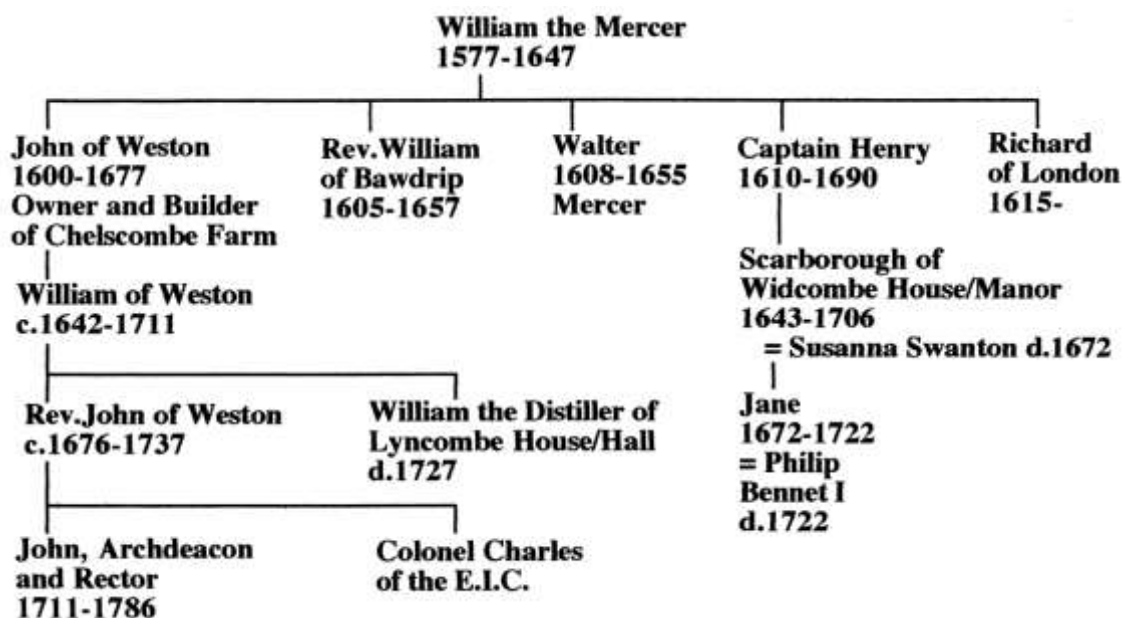 William the Mercer
1577-1647
John of Weston
1600-1677
Owner and Builder
of Chelscombe Farm
Rev.William
of Bawdrip
1605-1657
Walter
1608-1655
Mercer
Captain Henry
1610-1690
Richard
of London
1615-
William of Weston
c.1642-1711
Scarborough of
Widcombe House/Manor
1643-1706
= Susanna Swanton d.1672
Rev.John of Weston
c.1676-1737
William the Distiller of
Lyncombe House/Hall
d.1727
Jane
1672-1722
= Philip
Bennet I
d.1722
John, Archdeacon
and Rector
1711-1786
Colonel Charles
of the E.I.C.